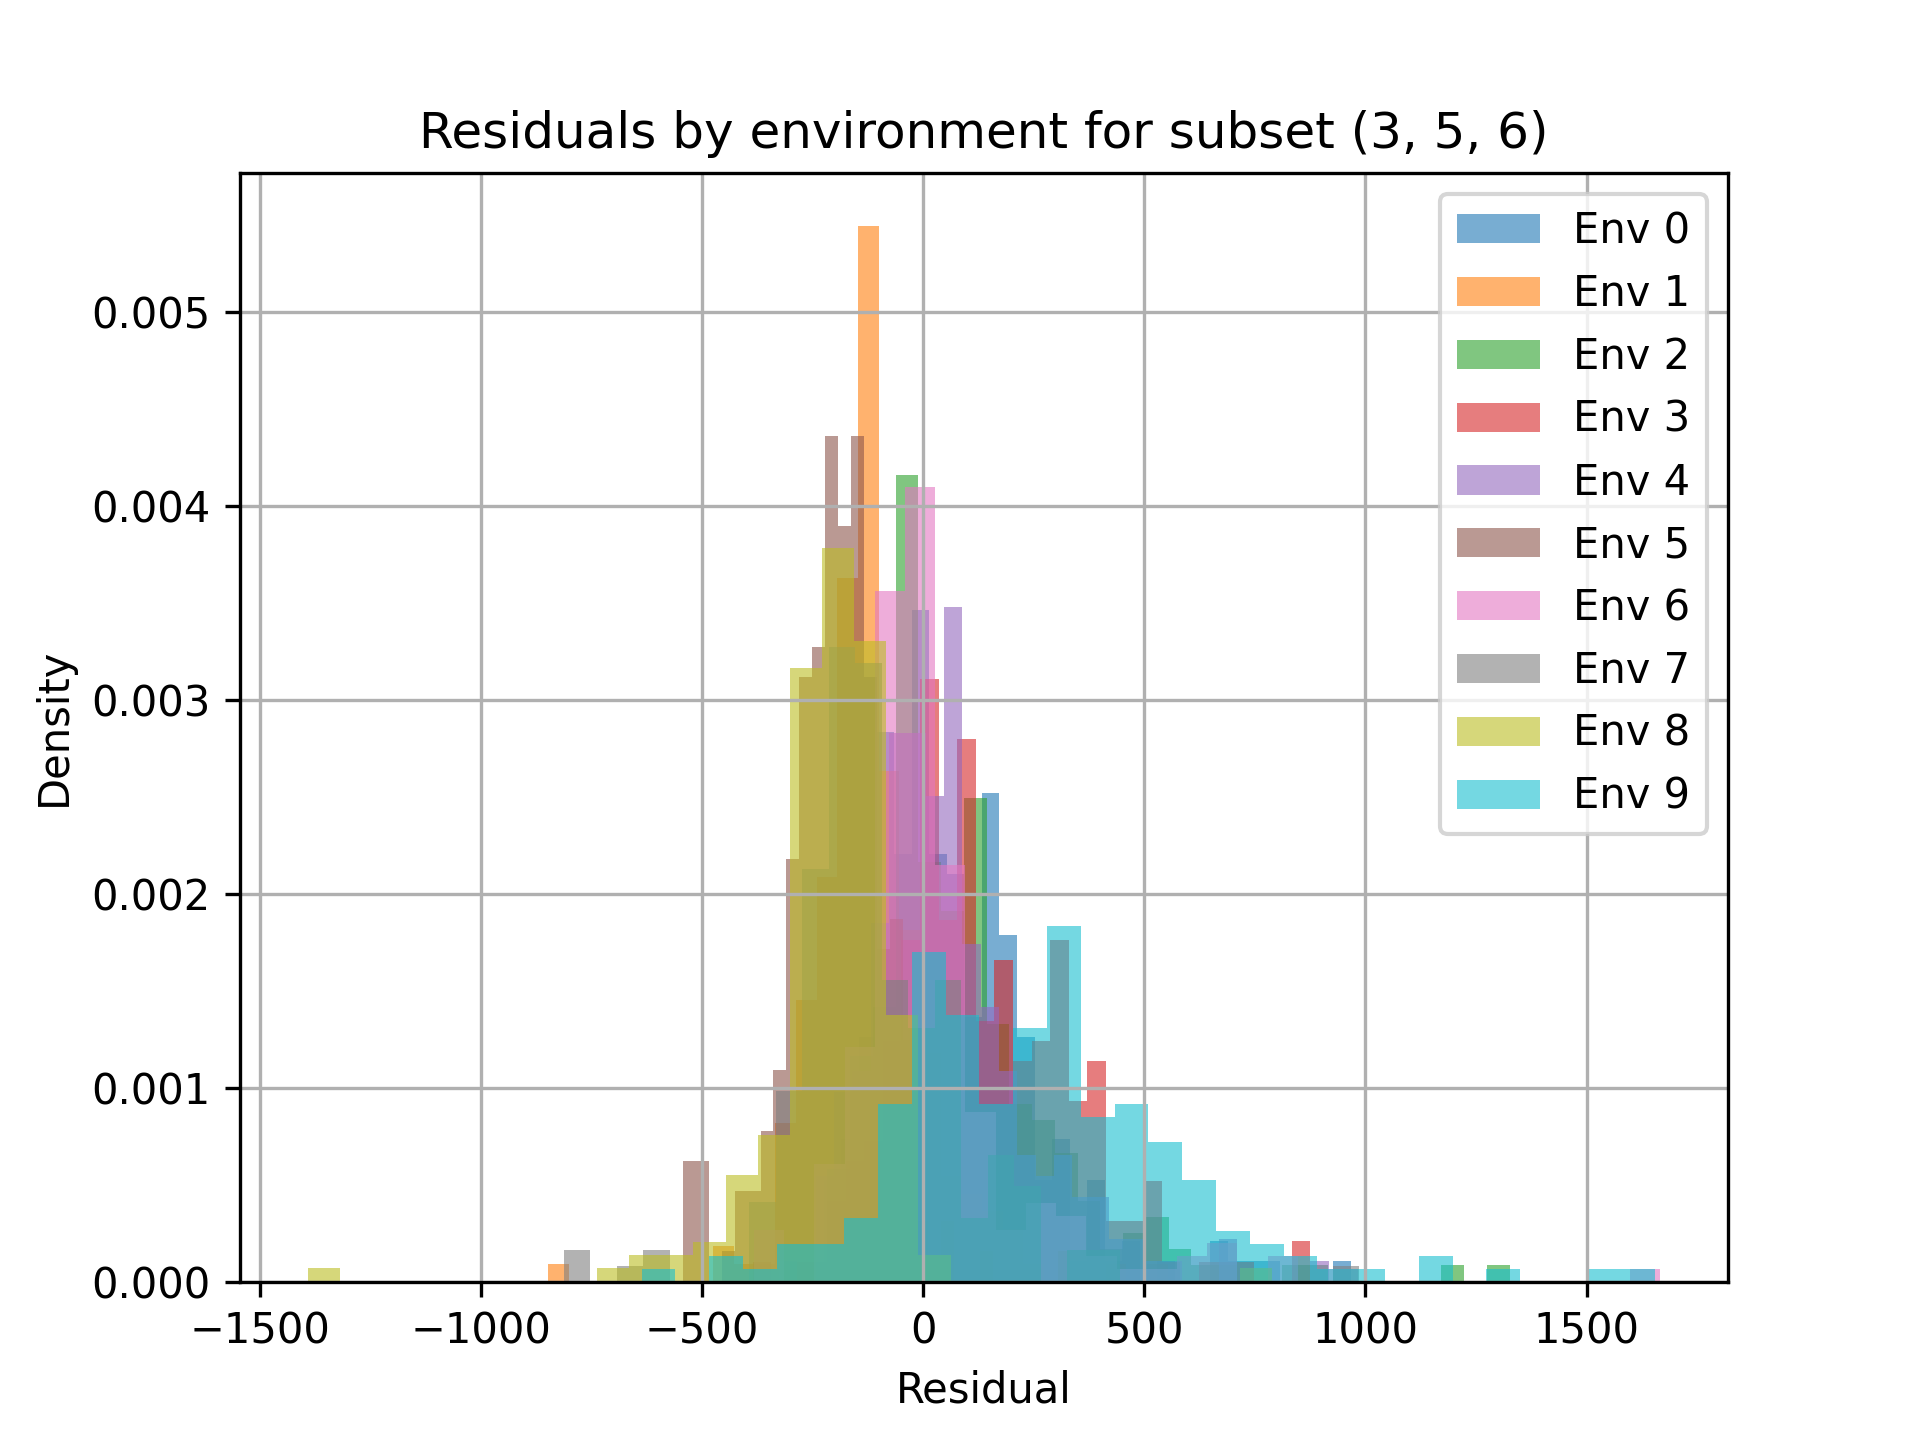 Residuals by environment for subset (3, 5, 6)
Env 0
Env 1
Env 2
Env 3
Env 4
Env 5
Env 6
Env 7
Env 8
Env 9
0.005
0.004
0.003
0.002
0.001
0.000
Density
−1500 −1000 −500 0 500 1000 1500
Residual